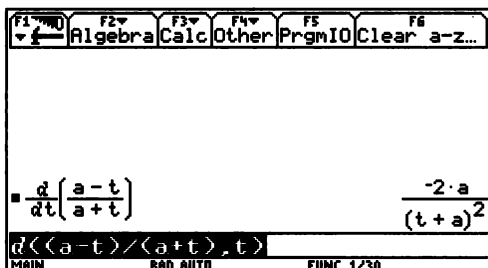 F1 F2 F3 F4 F5 F6
Algebra Calc Other PrgmIO Clear a-z…
d/dt((a - t)/(a + t))    -2·a/(t + a)²
d((a-t)/(a+t),t)
MAIN RAD AUTO FUNC 1/30